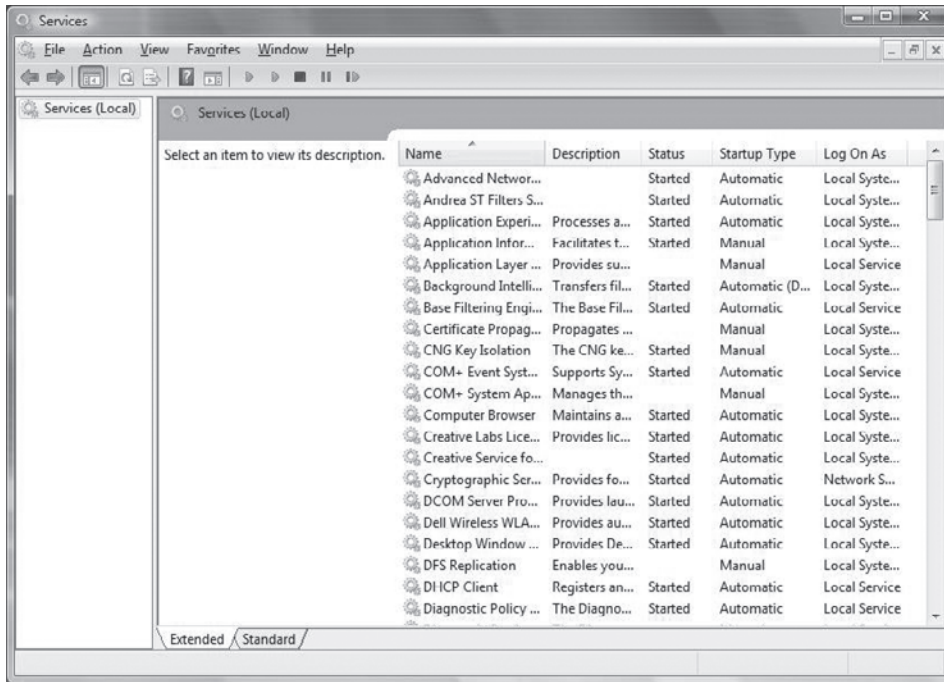 Services
File Action View Favorites Window Help
Services (Local)
Services (Local)
Select an item to view its description.
Name Description Status Startup Type Log On As
Advanced Networ... Started Automatic Local Syste...
Andrea ST Filters S... Started Automatic Local Syste...
Application Experi... Processes a... Started Automatic Local Syste...
Application Infor... Facilitates t... Started Manual Local Syste...
Application Layer ... Provides su... Manual Local Service
Background Intelli... Transfers fil... Started Automatic (D... Local Syste...
Base Filtering Engi... The Base Fil... Started Automatic Local Service
Certificate Propag... Propagates ... Manual Local Syste...
CNG Key Isolation The CNG ke... Started Manual Local Syste...
COM+ Event Syst... Supports Sy... Started Automatic Local Service
COM+ System Ap... Manages th... Manual Local Syste...
Computer Browser Maintains a... Started Automatic Local Syste...
Creative Labs Lice... Provides lic... Started Automatic Local Syste...
Creative Service fo... Started Automatic Local Syste...
Cryptographic Ser... Provides fo... Started Automatic Network S...
DCOM Server Pro... Provides lau... Started Automatic Local Syste...
Dell Wireless WLA... Provides au... Started Automatic Local Syste...
Desktop Window ... Provides De... Started Automatic Local Syste...
DFS Replication Enables you... Manual Local Syste...
DHCP Client Registers an... Started Automatic Local Service
Diagnostic Policy ... The Diagno... Started Automatic Local Service
Extended Standard